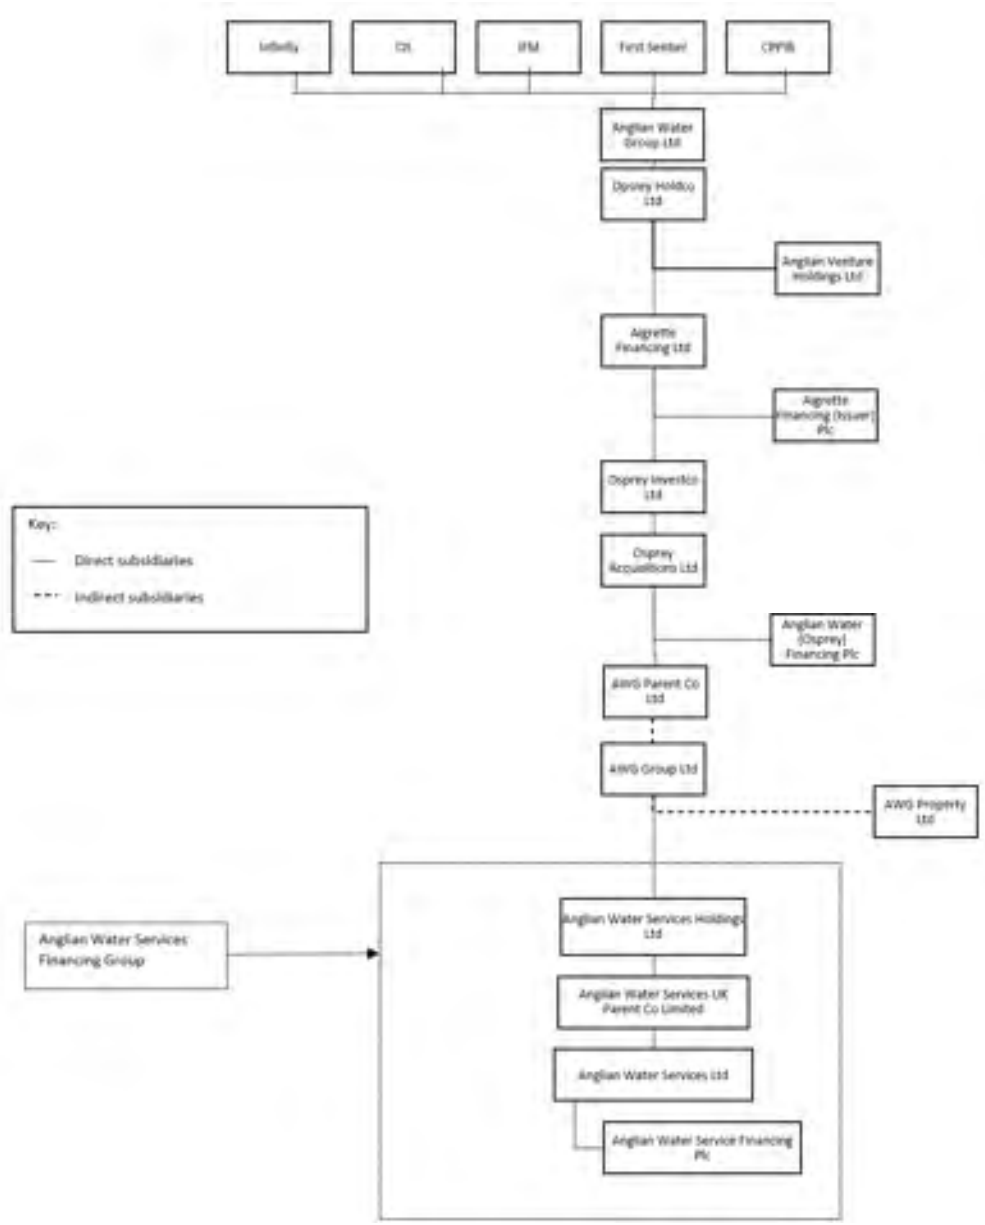 Infinity
IFM
First Sentier
CPPIB
Anglian Water
Group Ltd
Opsrey Holdco
Ltd
Anglian Venture
Holdings Ltd
Aigrette
Financing Ltd
Aigrette
Financing (Issuer)
Plc
Osprey Investco
Ltd
Key:
Direct subsidiaries
Indirect subsidiaries
Osprey
Acquisitions Ltd
Anglian Water
(Osprey)
Financing Plc
AWG Parent Co
Ltd
AWG Group Ltd
AWG Property
Ltd
Anglian Water Services
Financing Group
Anglian Water Services Holdings
Ltd
Anglian Water Services UK
Parent Co Limited
Anglian Water Services Ltd
Anglian Water Service Financing
Plc